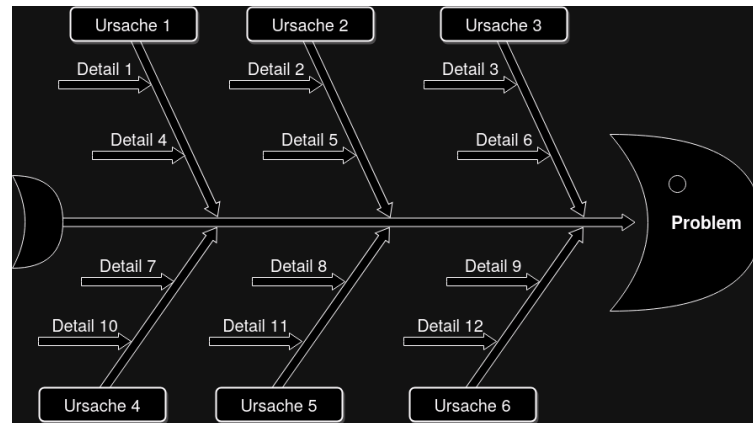 Ursache 1
Ursache 2
Ursache 3
Detail 1
Detail 2
Detail 3
Detail 4
Detail 5
Detail 6
Problem
Detail 7
Detail 8
Detail 9
Detail 10
Detail 11
Detail 12
Ursache 4
Ursache 5
Ursache 6